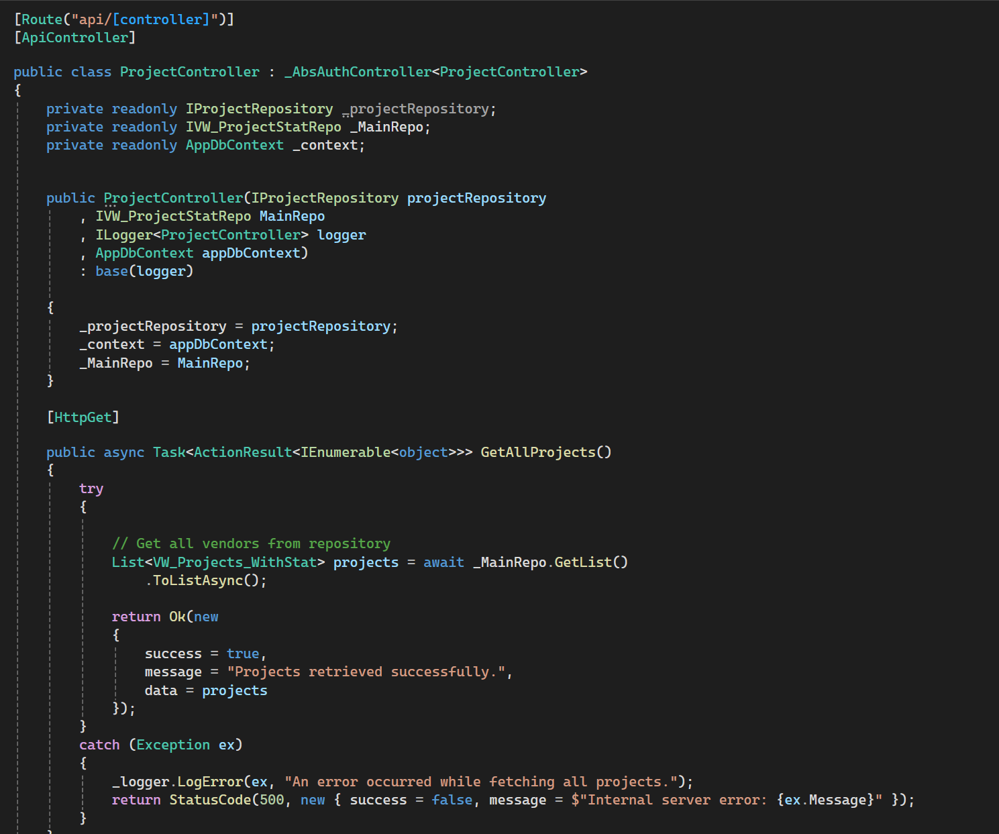 [Route("api/[controller]")]
[ApiController]
public class ProjectController : _AbsAuthController<ProjectController>
{
    private readonly IProjectRepository _projectRepository;
    private readonly IVW_ProjectStatRepo _MainRepo;
    private readonly AppDbContext _context;
    public ProjectController(IProjectRepository projectRepository
        , IVW_ProjectStatRepo MainRepo
        , ILogger<ProjectController> logger
        , AppDbContext appDbContext)
        : base(logger)
    {
        _projectRepository = projectRepository;
        _context = appDbContext;
        _MainRepo = MainRepo;
    }
    [HttpGet]
    public async Task<ActionResult<IEnumerable<object>>> GetAllProjects()
    {
        try
        {
            // Get all vendors from repository
            List<VW_Projects_WithStat> projects = await _MainRepo.GetList()
                .ToListAsync();
            return Ok(new
            {
                success = true,
                message = "Projects retrieved successfully.",
                data = projects
            });
        }
        catch (Exception ex)
        {
            _logger.LogError(ex, "An error occurred while fetching all projects.");
            return StatusCode(500, new { success = false, message = $"Internal server error: {ex.Message}" });
        }
    }